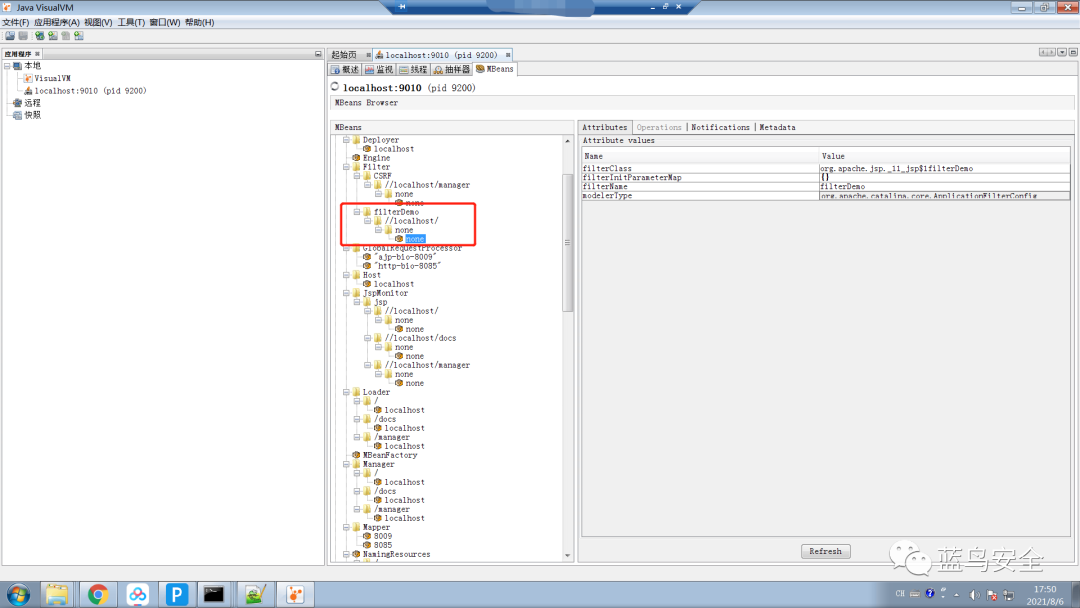 Java VisualVM
文件(F) 应用程序(A) 视图(V) 工具(T) 窗口(W) 帮助(H)
应用程序
本地
VisualVM
localhost:9010 (pid 9200)
远程
快照
起始页
localhost:9010 (pid 9200)
概述
监视
线程
抽样器
MBeans
localhost:9010 (pid 9200)
MBeans Browser
MBeans
Deployer
localhost
Engine
Filter
CSRF
//localhost/manager
none
none
filterDemo
//localhost/
none
none
GlobalRequestProcessor
"ajp-bio-8009"
"http-bio-8085"
Host
localhost
JspMonitor
jsp
//localhost/
none
none
//localhost/docs
none
none
//localhost/manager
none
none
Loader
/
localhost
/docs
localhost
/manager
localhost
MBeanFactory
Manager
/
localhost
/docs
localhost
/manager
localhost
Mapper
8009
8085
NamingResources
/
Attributes Operations Notifications Metadata
Attribute values
Name Value
filterClass org.apache.jsp._11_jsp$1filterDemo
filterInitParameterMap {}
filterName filterDemo
modelerType org.apache.catalina.core.ApplicationFilterConfig
Refresh
蓝鸟安全
CH
17:50
2021/8/6